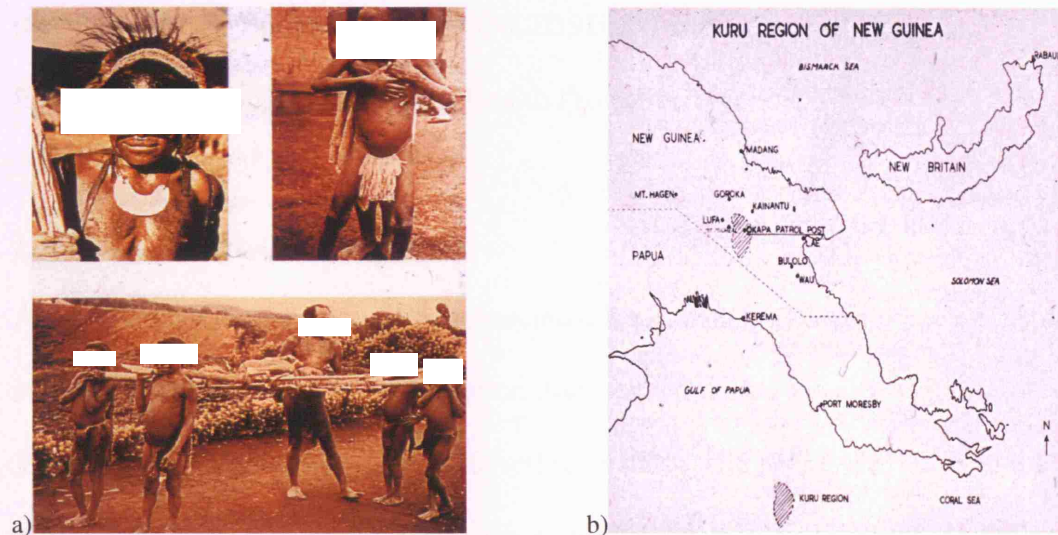 a)
b)
KURU REGION OF NEW GUINEA
BISMARCK SEA
RABAUL
NEW GUINEA.
MADANG
NEW BRITAIN
MT. HAGEN
GOROKA
KAINANTU
LUFA
OKAPA PATROL POST
LAE
PAPUA
BULOLO
WAU
SOLOMON SEA
KEREMA
GULF OF PAPUA
PORT MORESBY
N
KURU REGION
CORAL SEA